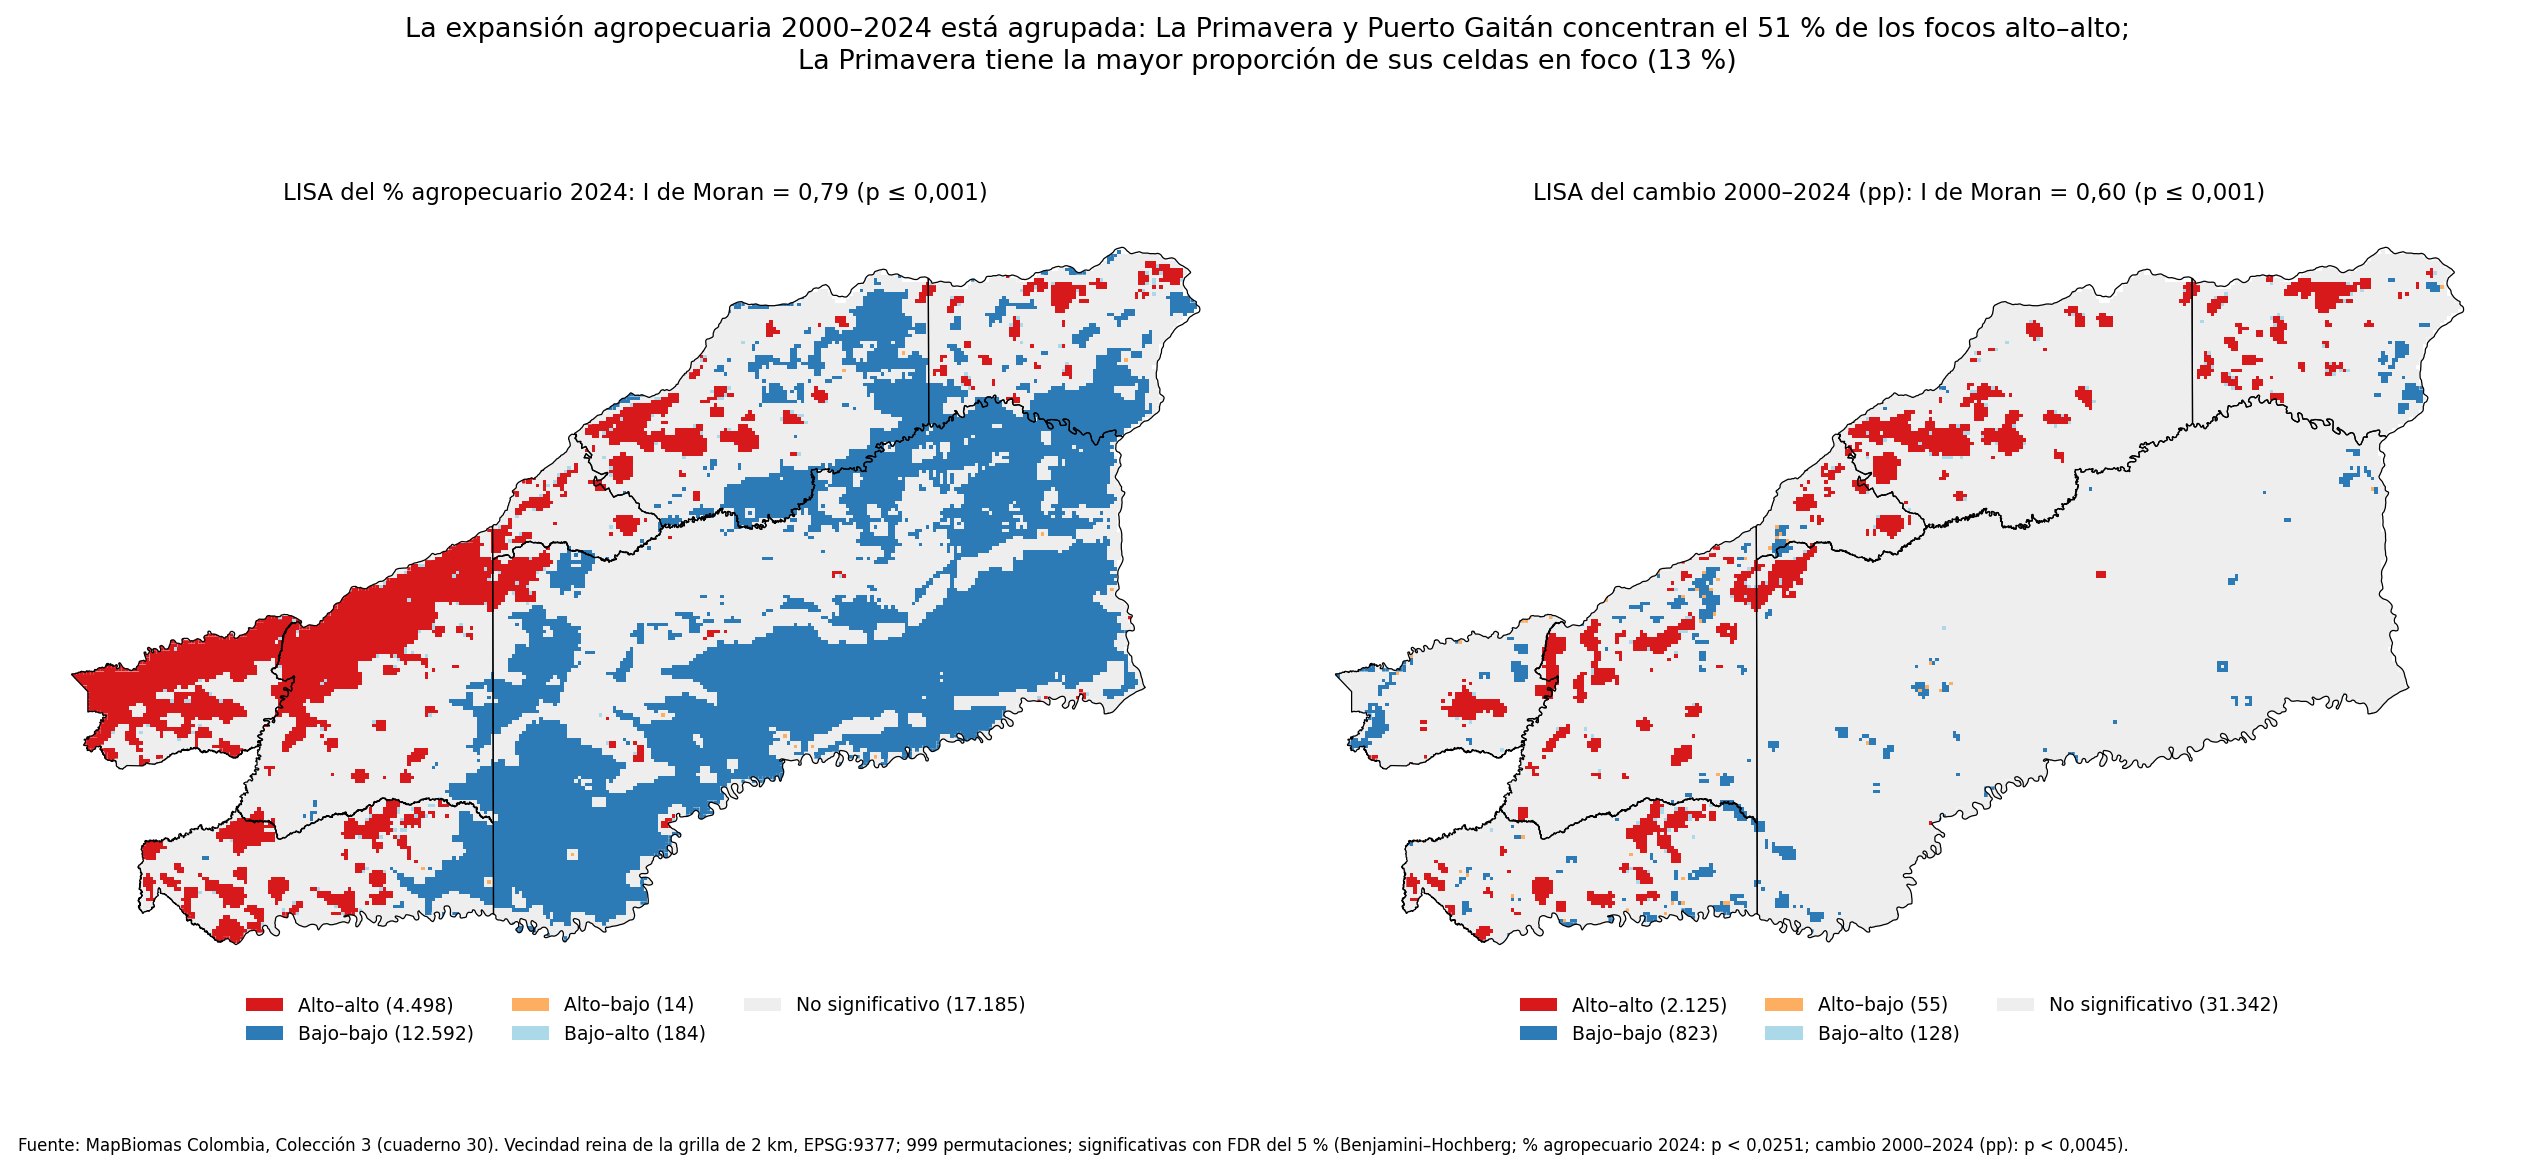 La expansión agropecuaria 2000–2024 está agrupada: La Primavera y Puerto Gaitán concentran el 51 % de los focos alto–alto;
La Primavera tiene la mayor proporción de sus celdas en foco (13 %)
LISA del % agropecuario 2024: I de Moran = 0,79 (p ≤ 0,001)
LISA del cambio 2000–2024 (pp): I de Moran = 0,60 (p ≤ 0,001)
Alto–alto (4.498)
Bajo–bajo (12.592)
Alto–bajo (14)
Bajo–alto (184)
No significativo (17.185)
Alto–alto (2.125)
Bajo–bajo (823)
Alto–bajo (55)
Bajo–alto (128)
No significativo (31.342)
Fuente: MapBiomas Colombia, Colección 3 (cuaderno 30). Vecindad reina de la grilla de 2 km, EPSG:9377; 999 permutaciones; significativas con FDR del 5 % (Benjamini–Hochberg; % agropecuario 2024: p < 0,0251; cambio 2000–2024 (pp): p < 0,0045).